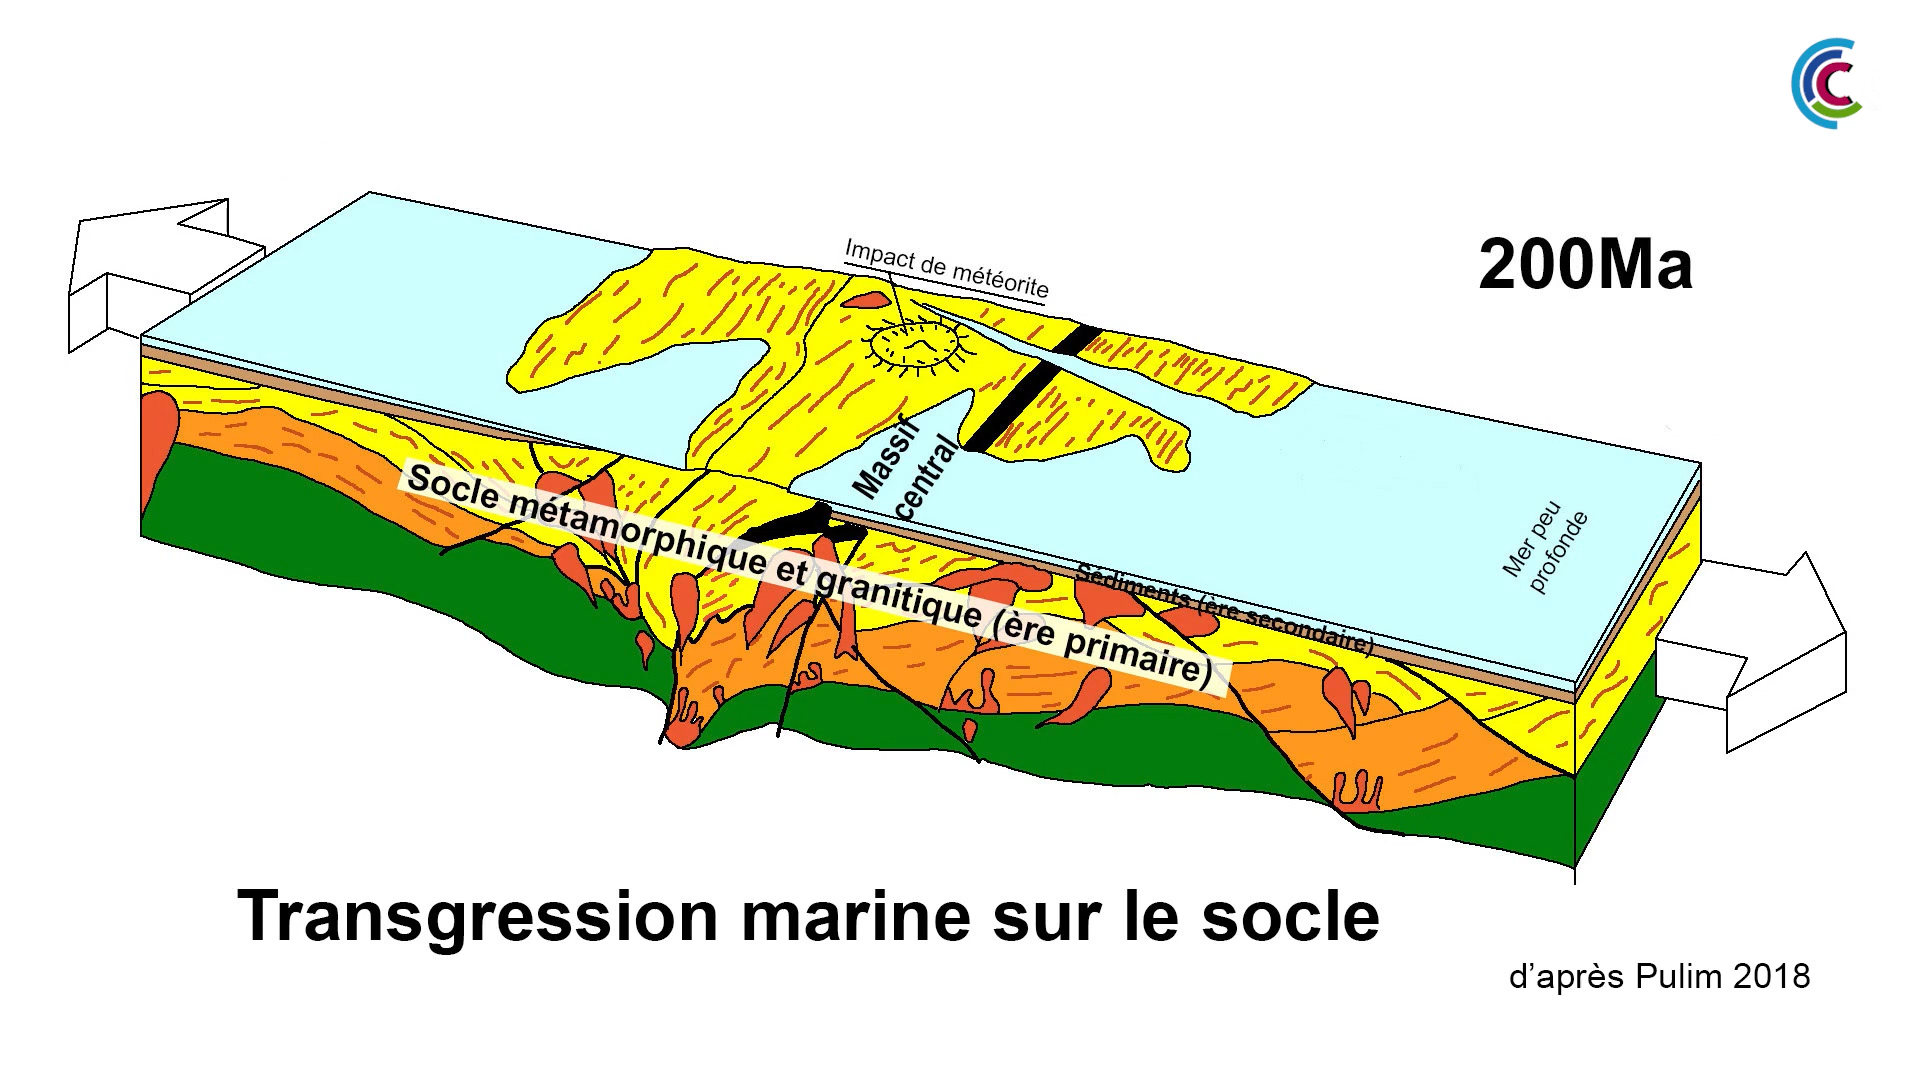 Impact de météorite
200Ma
Massif
central
Mer peu
profonde
Socle métamorphique et granitique (ère primaire)
Sédiments (ère secondaire)
Transgression marine sur le socle
d’après Pulim 2018